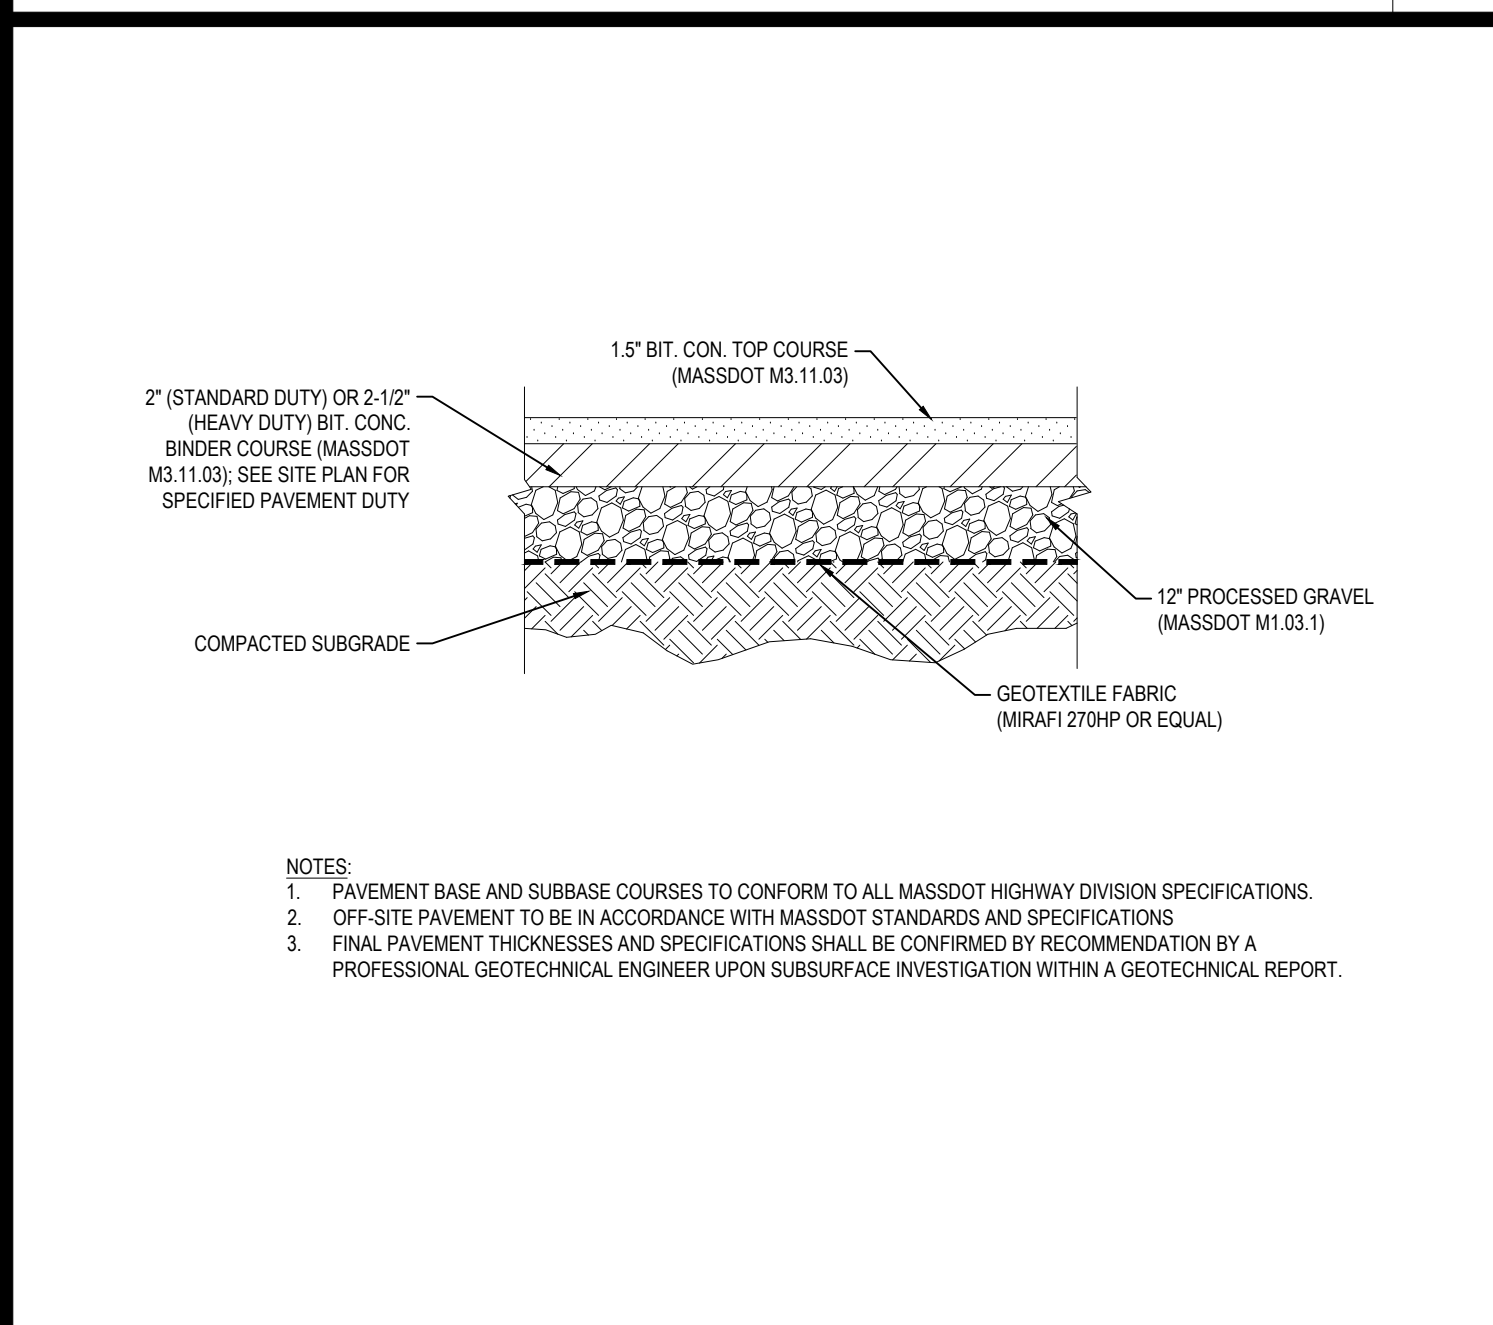 1.5" BIT. CON. TOP COURSE
(MASSDOT M3.11.03)
2" (STANDARD DUTY) OR 2-1/2"
(HEAVY DUTY) BIT. CONC.
BINDER COURSE (MASSDOT
M3.11.03); SEE SITE PLAN FOR
SPECIFIED PAVEMENT DUTY
12" PROCESSED GRAVEL
(MASSDOT M1.03.1)
COMPACTED SUBGRADE
GEOTEXTILE FABRIC
(MIRAFI 270HP OR EQUAL)
NOTES:
1. PAVEMENT BASE AND SUBBASE COURSES TO CONFORM TO ALL MASSDOT HIGHWAY DIVISION SPECIFICATIONS.
2. OFF-SITE PAVEMENT TO BE IN ACCORDANCE WITH MASSDOT STANDARDS AND SPECIFICATIONS
3. FINAL PAVEMENT THICKNESSES AND SPECIFICATIONS SHALL BE CONFIRMED BY RECOMMENDATION BY A
PROFESSIONAL GEOTECHNICAL ENGINEER UPON SUBSURFACE INVESTIGATION WITHIN A GEOTECHNICAL REPORT.